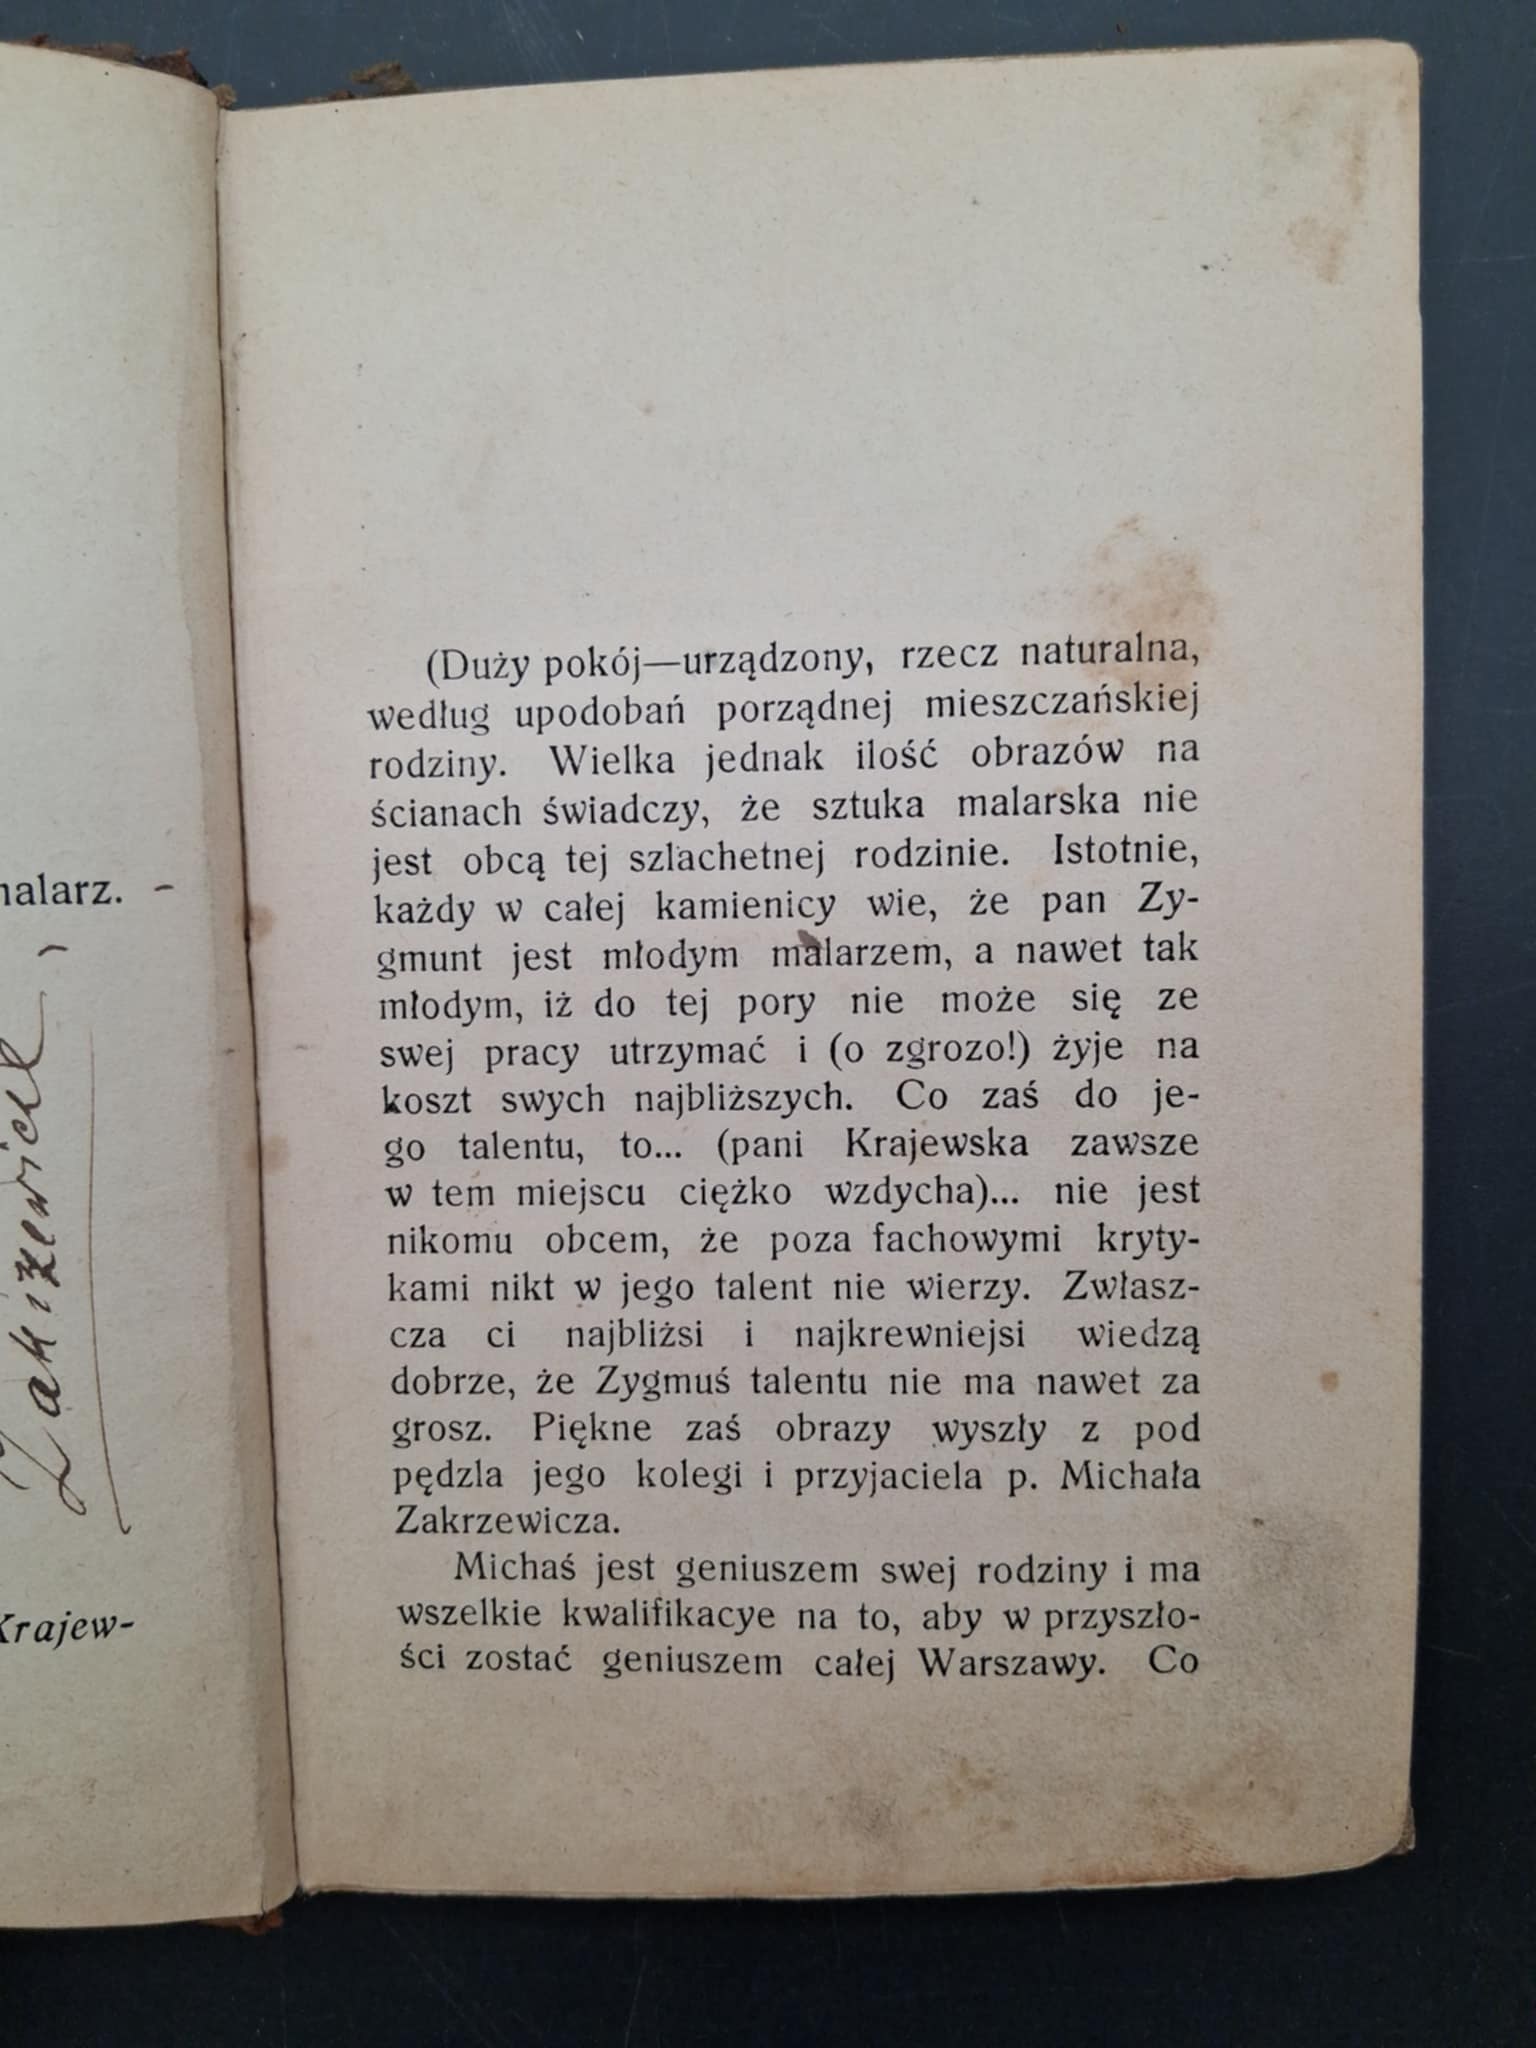 malarz. -
Zakrzewicz
Krajew-
(Duży pokój—urządzony, rzecz naturalna,
według upodobań porządnej mieszczańskiej
rodziny. Wielka jednak ilość obrazów na
ścianach świadczy, że sztuka malarska nie
jest obcą tej szlachetnej rodzinie. Istotnie,
każdy w całej kamienicy wie, że pan Zy-
gmunt jest młodym malarzem, a nawet tak
młodym, iż do tej pory nie może się ze
swej pracy utrzymać i (o zgrozo!) żyje na
koszt swych najbliższych. Co zaś do je-
go talentu, to... (pani Krajewska zawsze
w tem miejscu ciężko wzdycha)... nie jest
nikomu obcem, że poza fachowymi kryty-
kami nikt w jego talent nie wierzy. Zwłasz-
cza ci najbliżsi i najkrewniejsi wiedzą
dobrze, że Zygmuś talentu nie ma nawet za
grosz. Piękne zaś obrazy wyszły z pod
pędzla jego kolegi i przyjaciela p. Michała
Zakrzewicza.
Michaś jest geniuszem swej rodziny i ma
wszelkie kwalifikacye na to, aby w przyszło-
ści zostać geniuszem całej Warszawy. Co